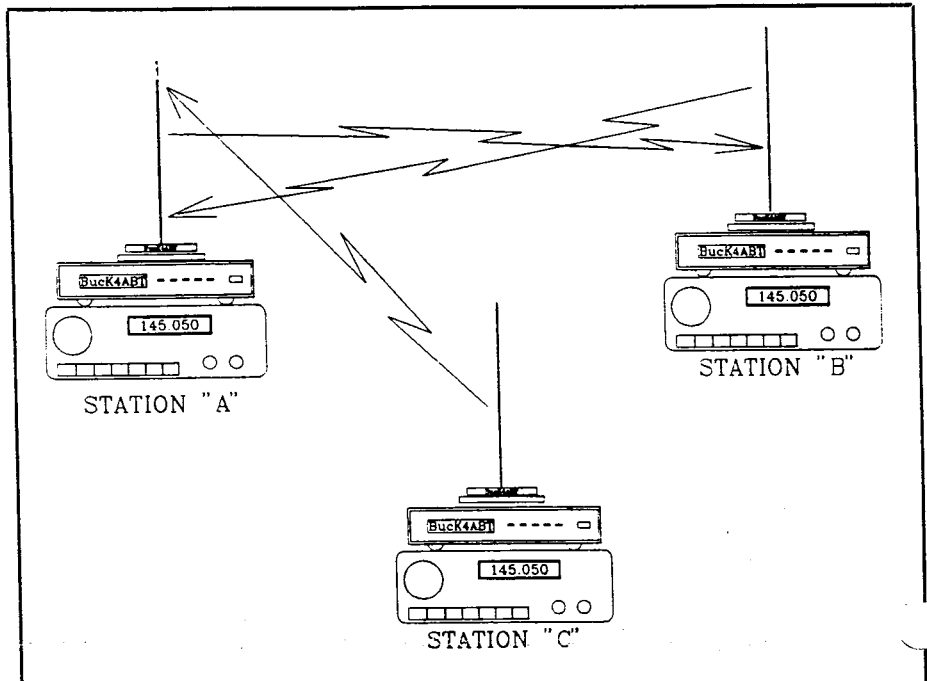 BucK4ABT
145.050
STATION "A"
BucK4ABT
145.050
STATION "B"
BucK4ABT
145.050
STATION "C"